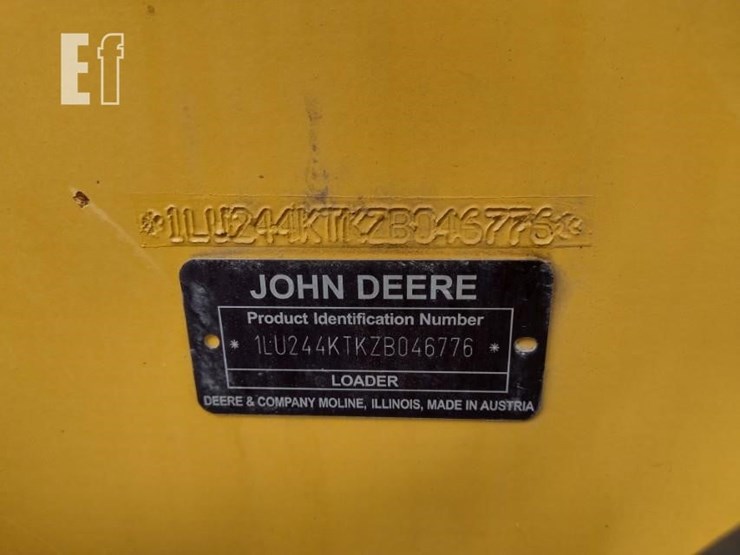 Ef
*1LU244KTKZB046776*
JOHN DEERE
Product Identification Number
* 1LU244KTKZB046776 *
LOADER
DEERE & COMPANY MOLINE, ILLINOIS, MADE IN AUSTRIA